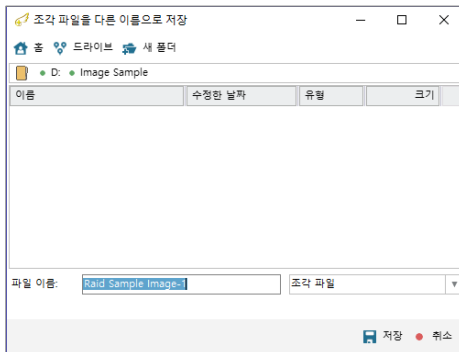 조각 파일을 다른 이름으로 저장
홈 드라이브 새 폴더
D: Image Sample
이름 수정한 날짜 유형 크기
파일 이름: Raid Sample Image-1 조각 파일
저장 취소